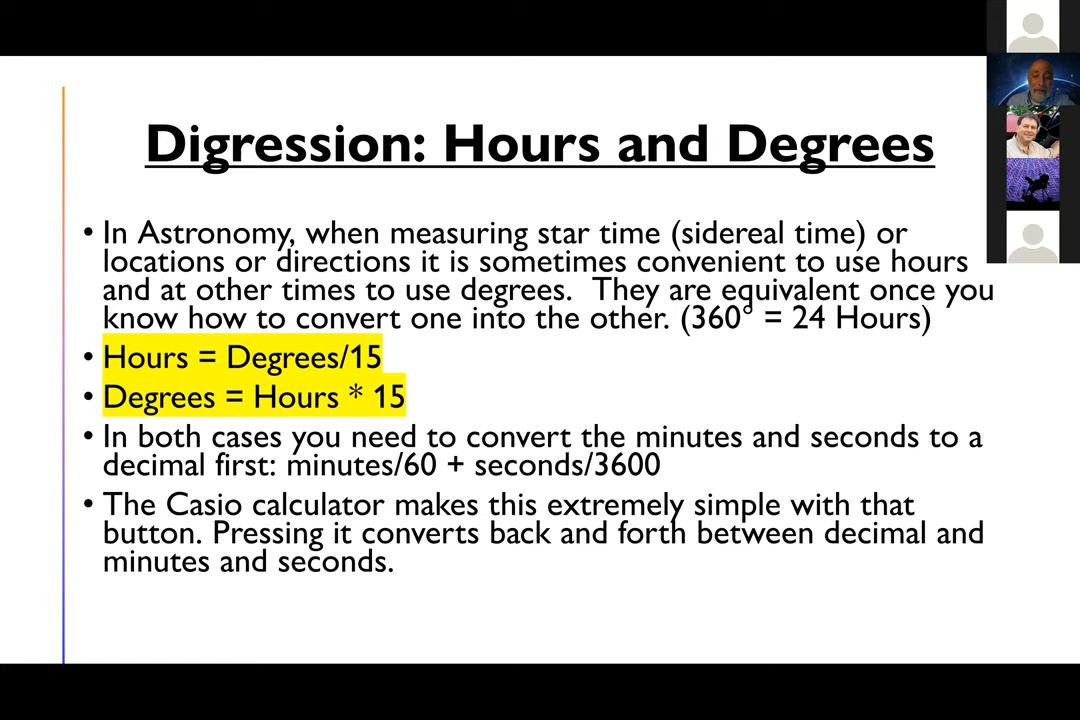 Digression: Hours and Degrees
• In Astronomy, when measuring star time (sidereal time) or
locations or directions it is sometimes convenient to use hours
and at other times to use degrees.  They are equivalent once you
know how to convert one into the other. (360° = 24 Hours)
• Hours = Degrees/15
• Degrees = Hours * 15
• In both cases you need to convert the minutes and seconds to a
decimal first: minutes/60 + seconds/3600
• The Casio calculator makes this extremely simple with that
button. Pressing it converts back and forth between decimal and
minutes and seconds.